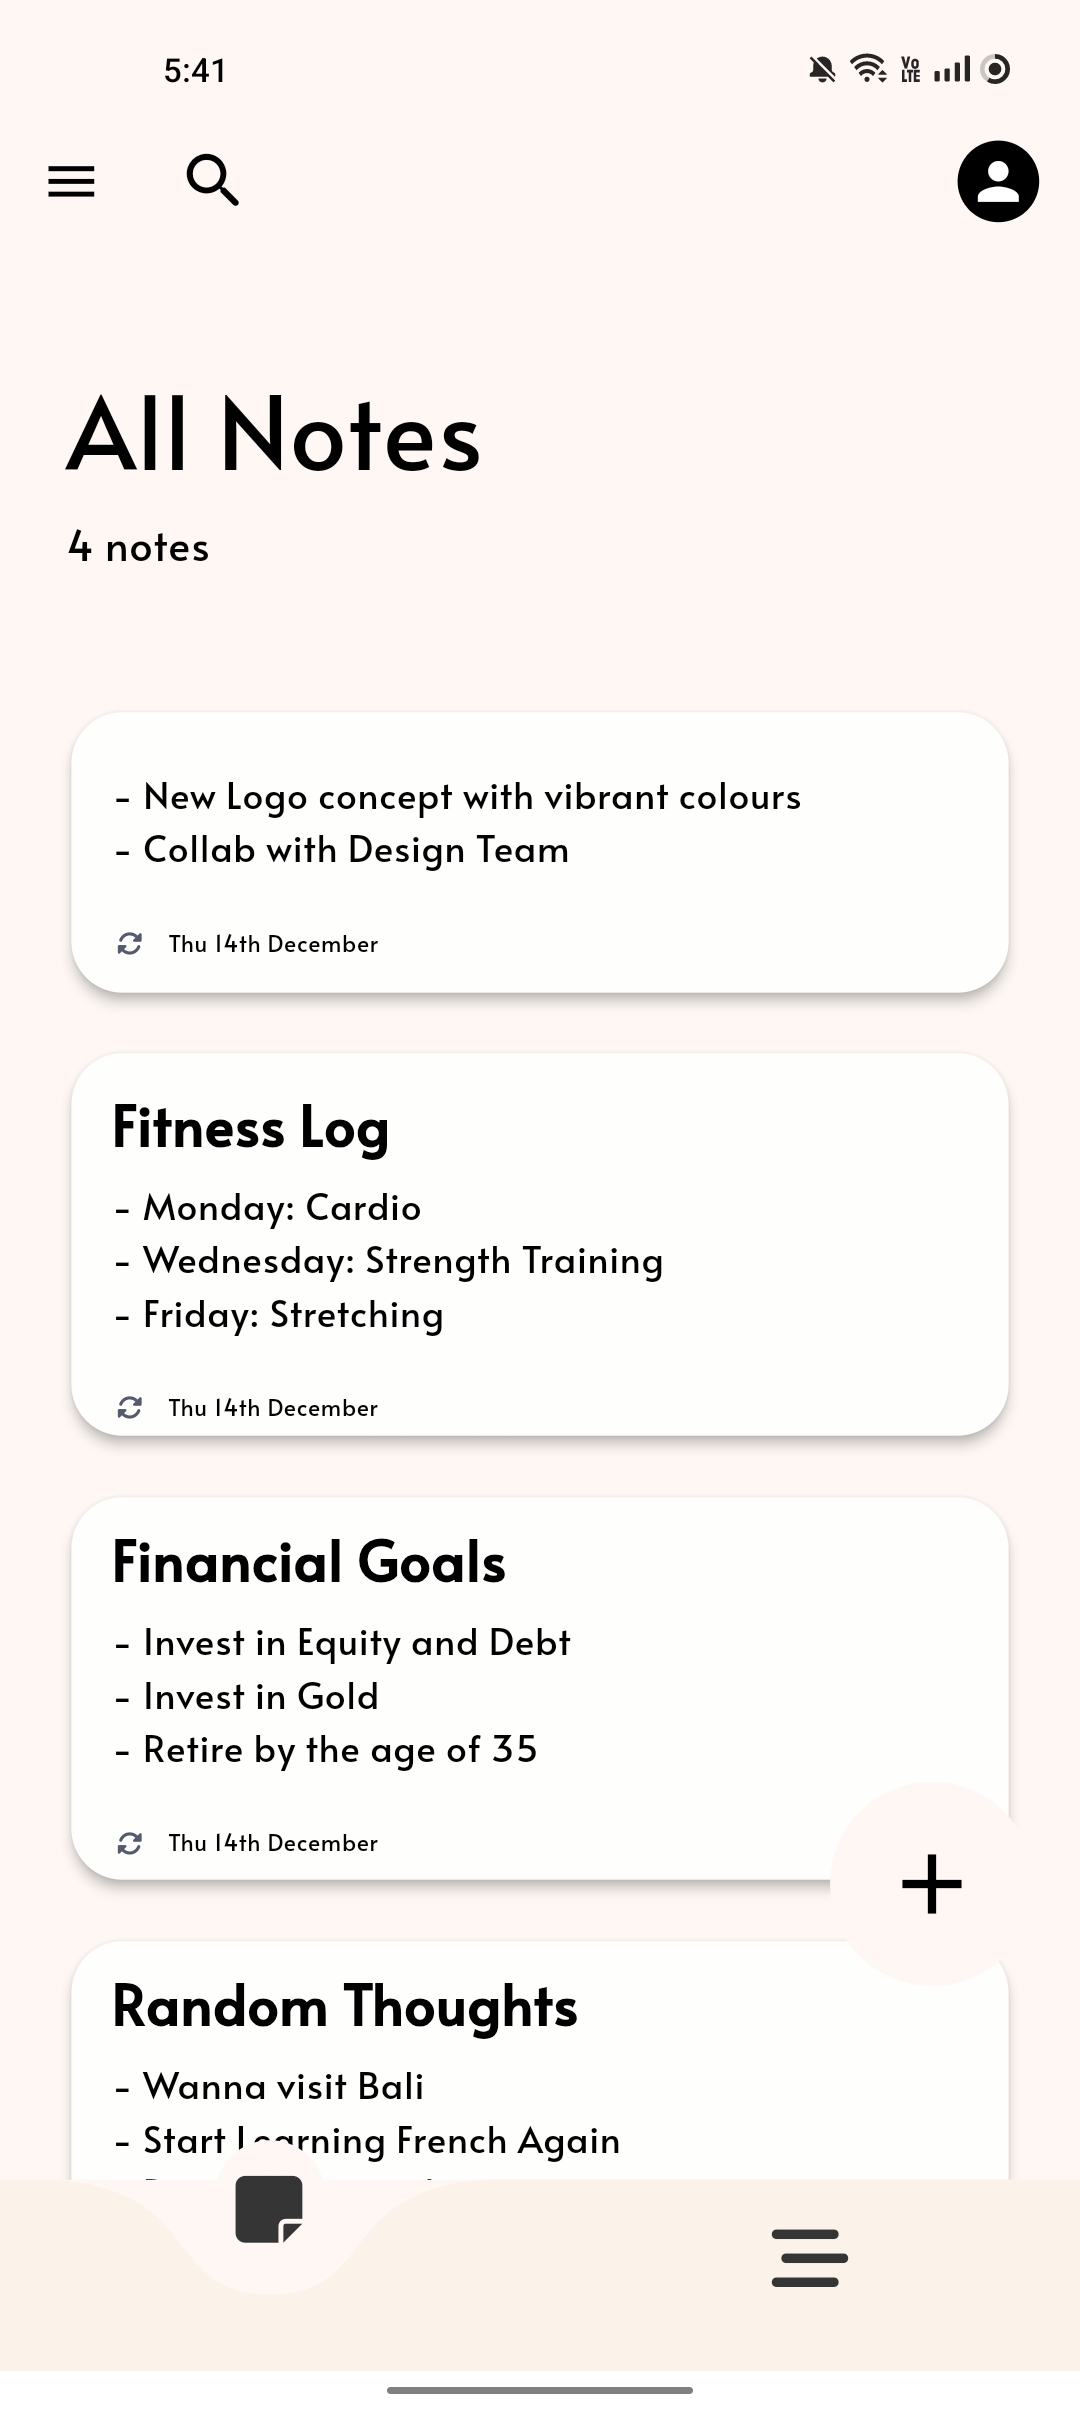 5:41
Vo
LTE
All Notes
4 notes
- New Logo concept with vibrant colours
- Collab with Design Team
Thu 14th December
Fitness Log
- Monday: Cardio
- Wednesday: Strength Training
- Friday: Stretching
Thu 14th December
Financial Goals
- Invest in Equity and Debt
- Invest in Gold
- Retire by the age of 35
Thu 14th December
Random Thoughts
- Wanna visit Bali
- Start Learning French Again